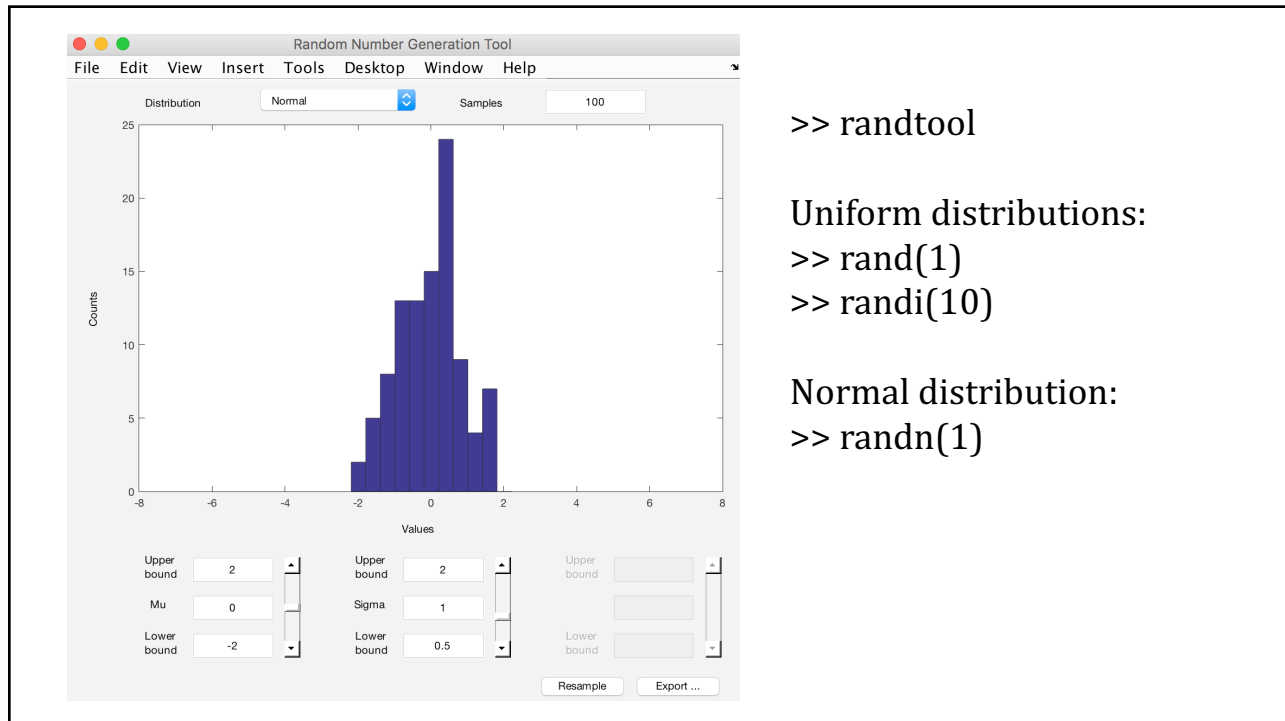 Random Number Generation Tool
File Edit View Insert Tools Desktop Window Help
Distribution Normal Samples 100
25
20
15
10
5
0
Counts
-8 -6 -4 -2 0 2 4 6 8
Values
Upper bound 2 Upper bound 2 Upper bound
Mu 0 Sigma 1
Lower bound -2 Lower bound 0.5 Lower bound
Resample Export ...
>> randtool
Uniform distributions:
>> rand(1)
>> randi(10)
Normal distribution:
>> randn(1)